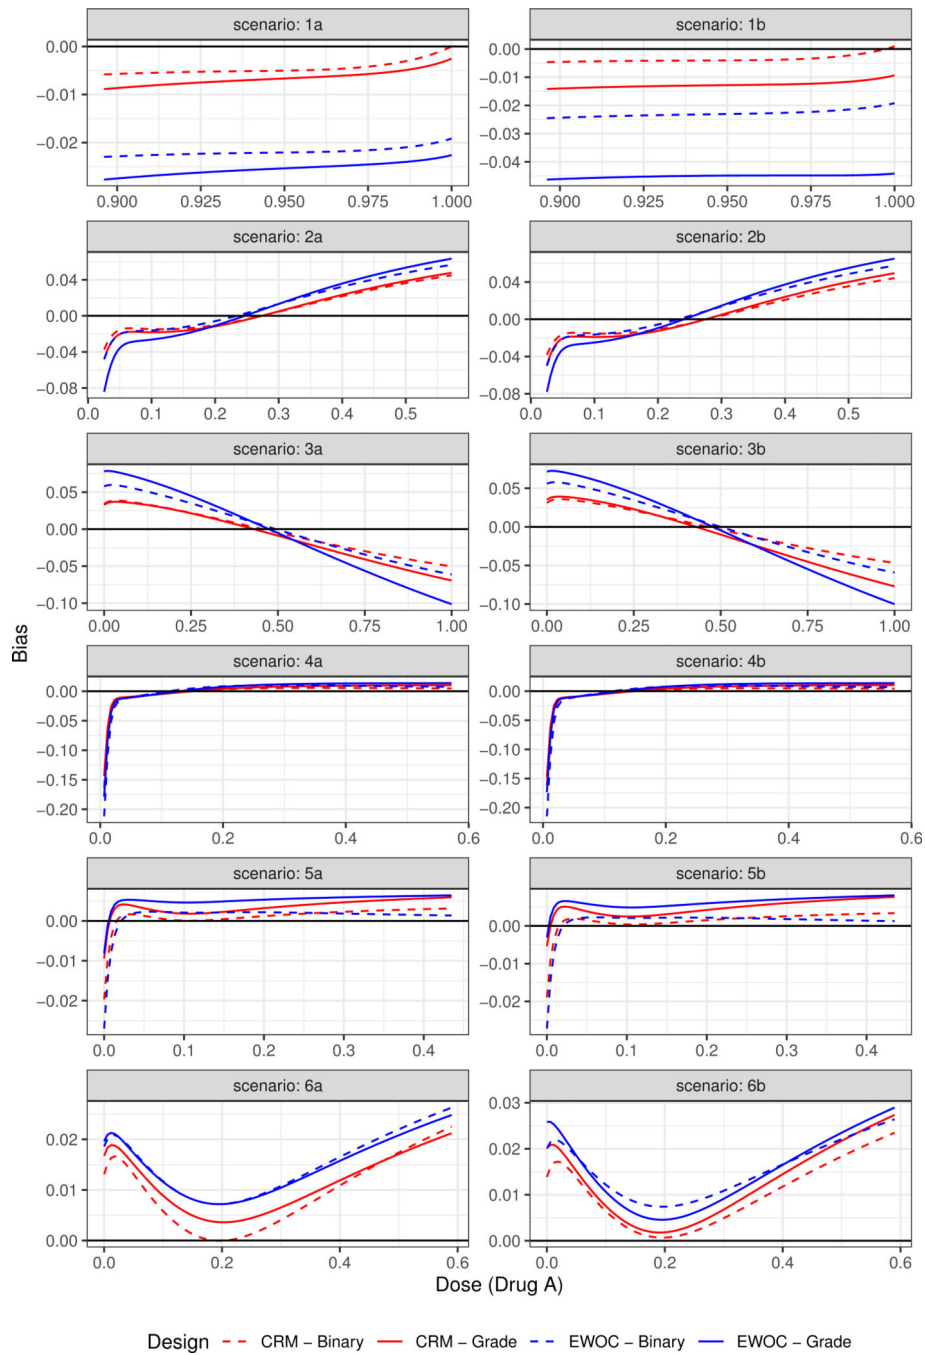 scenario: 1a
scenario: 1b
0.00
−0.01
−0.02
0.00
−0.01
−0.02
−0.03
−0.04
0.900 0.925 0.950 0.975 1.000
0.900 0.925 0.950 0.975 1.000
scenario: 2a
scenario: 2b
0.04
0.00
−0.04
−0.08
0.04
0.00
−0.04
−0.08
0.0 0.1 0.2 0.3 0.4 0.5
0.0 0.1 0.2 0.3 0.4 0.5
scenario: 3a
scenario: 3b
0.05
0.00
−0.05
−0.10
0.05
0.00
−0.05
−0.10
0.00 0.25 0.50 0.75 1.00
0.00 0.25 0.50 0.75 1.00
Bias
scenario: 4a
scenario: 4b
0.00
−0.05
−0.10
−0.15
−0.20
0.00
−0.05
−0.10
−0.15
−0.20
0.0 0.2 0.4 0.6
0.0 0.2 0.4 0.6
scenario: 5a
scenario: 5b
0.00
−0.01
−0.02
0.00
−0.01
−0.02
0.0 0.1 0.2 0.3 0.4
0.0 0.1 0.2 0.3 0.4
scenario: 6a
scenario: 6b
0.02
0.01
0.00
0.03
0.02
0.01
0.00
0.0 0.2 0.4 0.6
0.0 0.2 0.4 0.6
Dose (Drug A)
Design CRM − Binary CRM − Grade EWOC − Binary EWOC − Grade